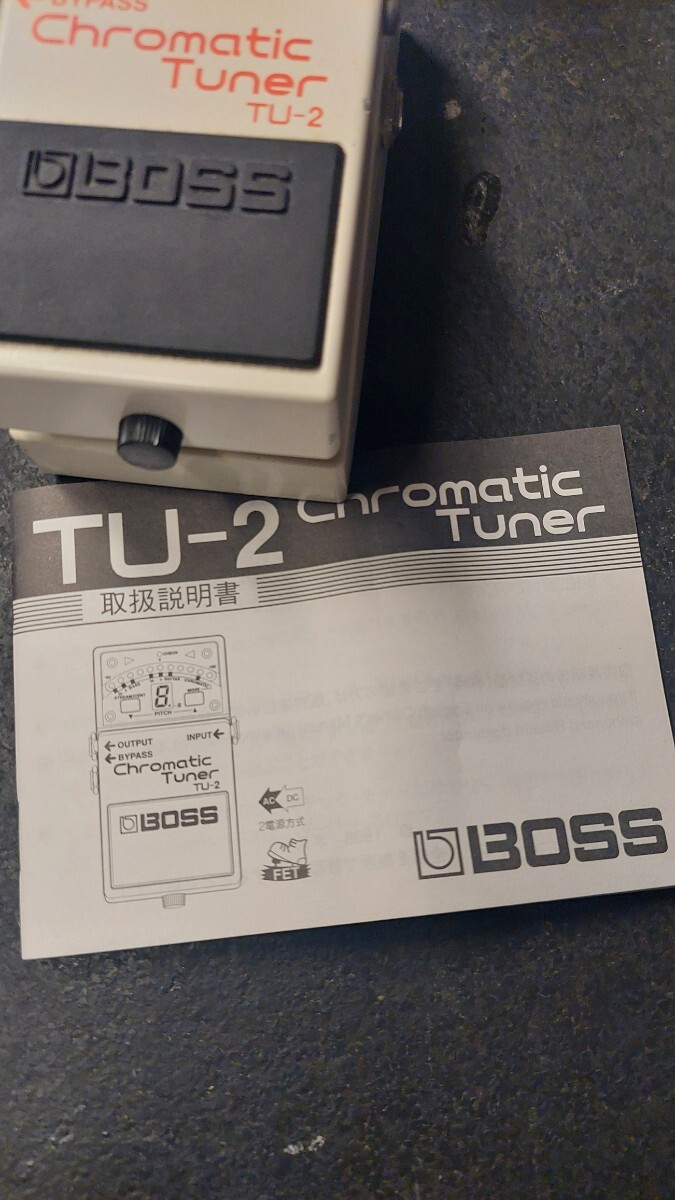 BYPASS
Chromatic
Tuner
TU-2
BOSS
TU-2 Chromatic
Tuner
取扱説明書
PITCH
OUTPUT
INPUT
BYPASS
Chromatic
Tuner
TU-2
BOSS
AC DC
2電源方式
FET
BOSS